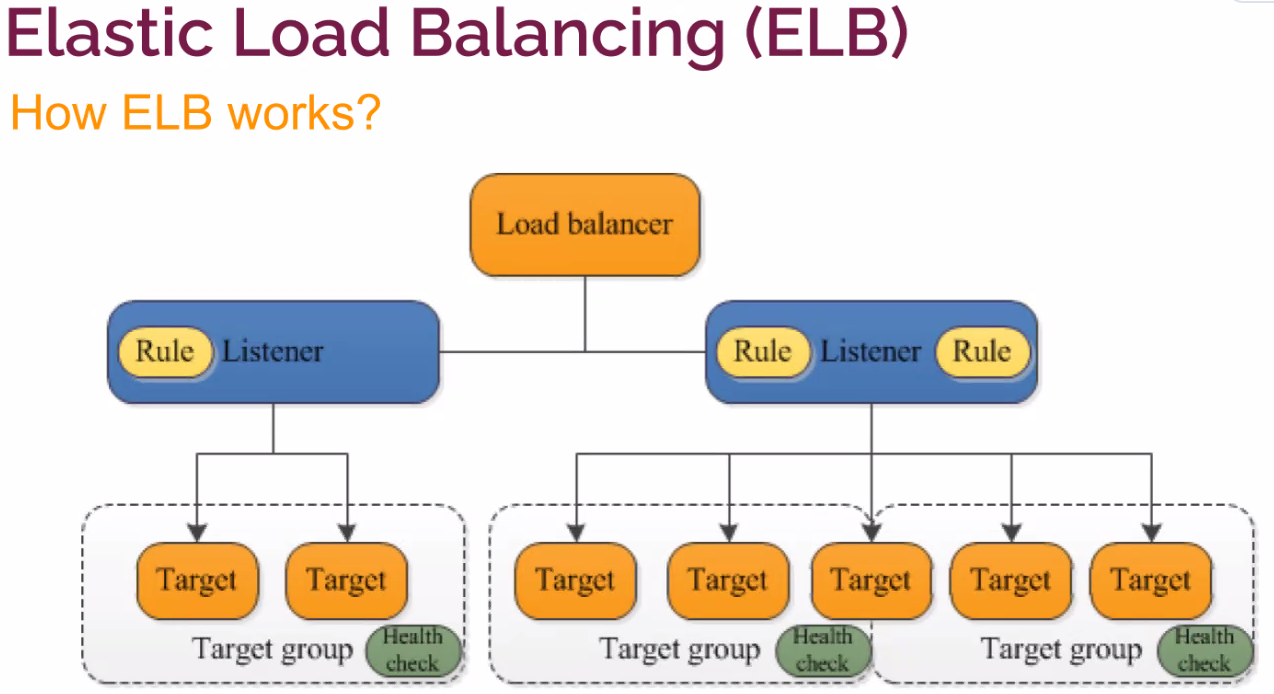 Elastic Load Balancing (ELB)
How ELB works?
Load balancer
Rule Listener
Rule Listener Rule
Target Target
Target Target Target Target Target
Target group
Health
check
Target group
Health
check
Target group
Health
check